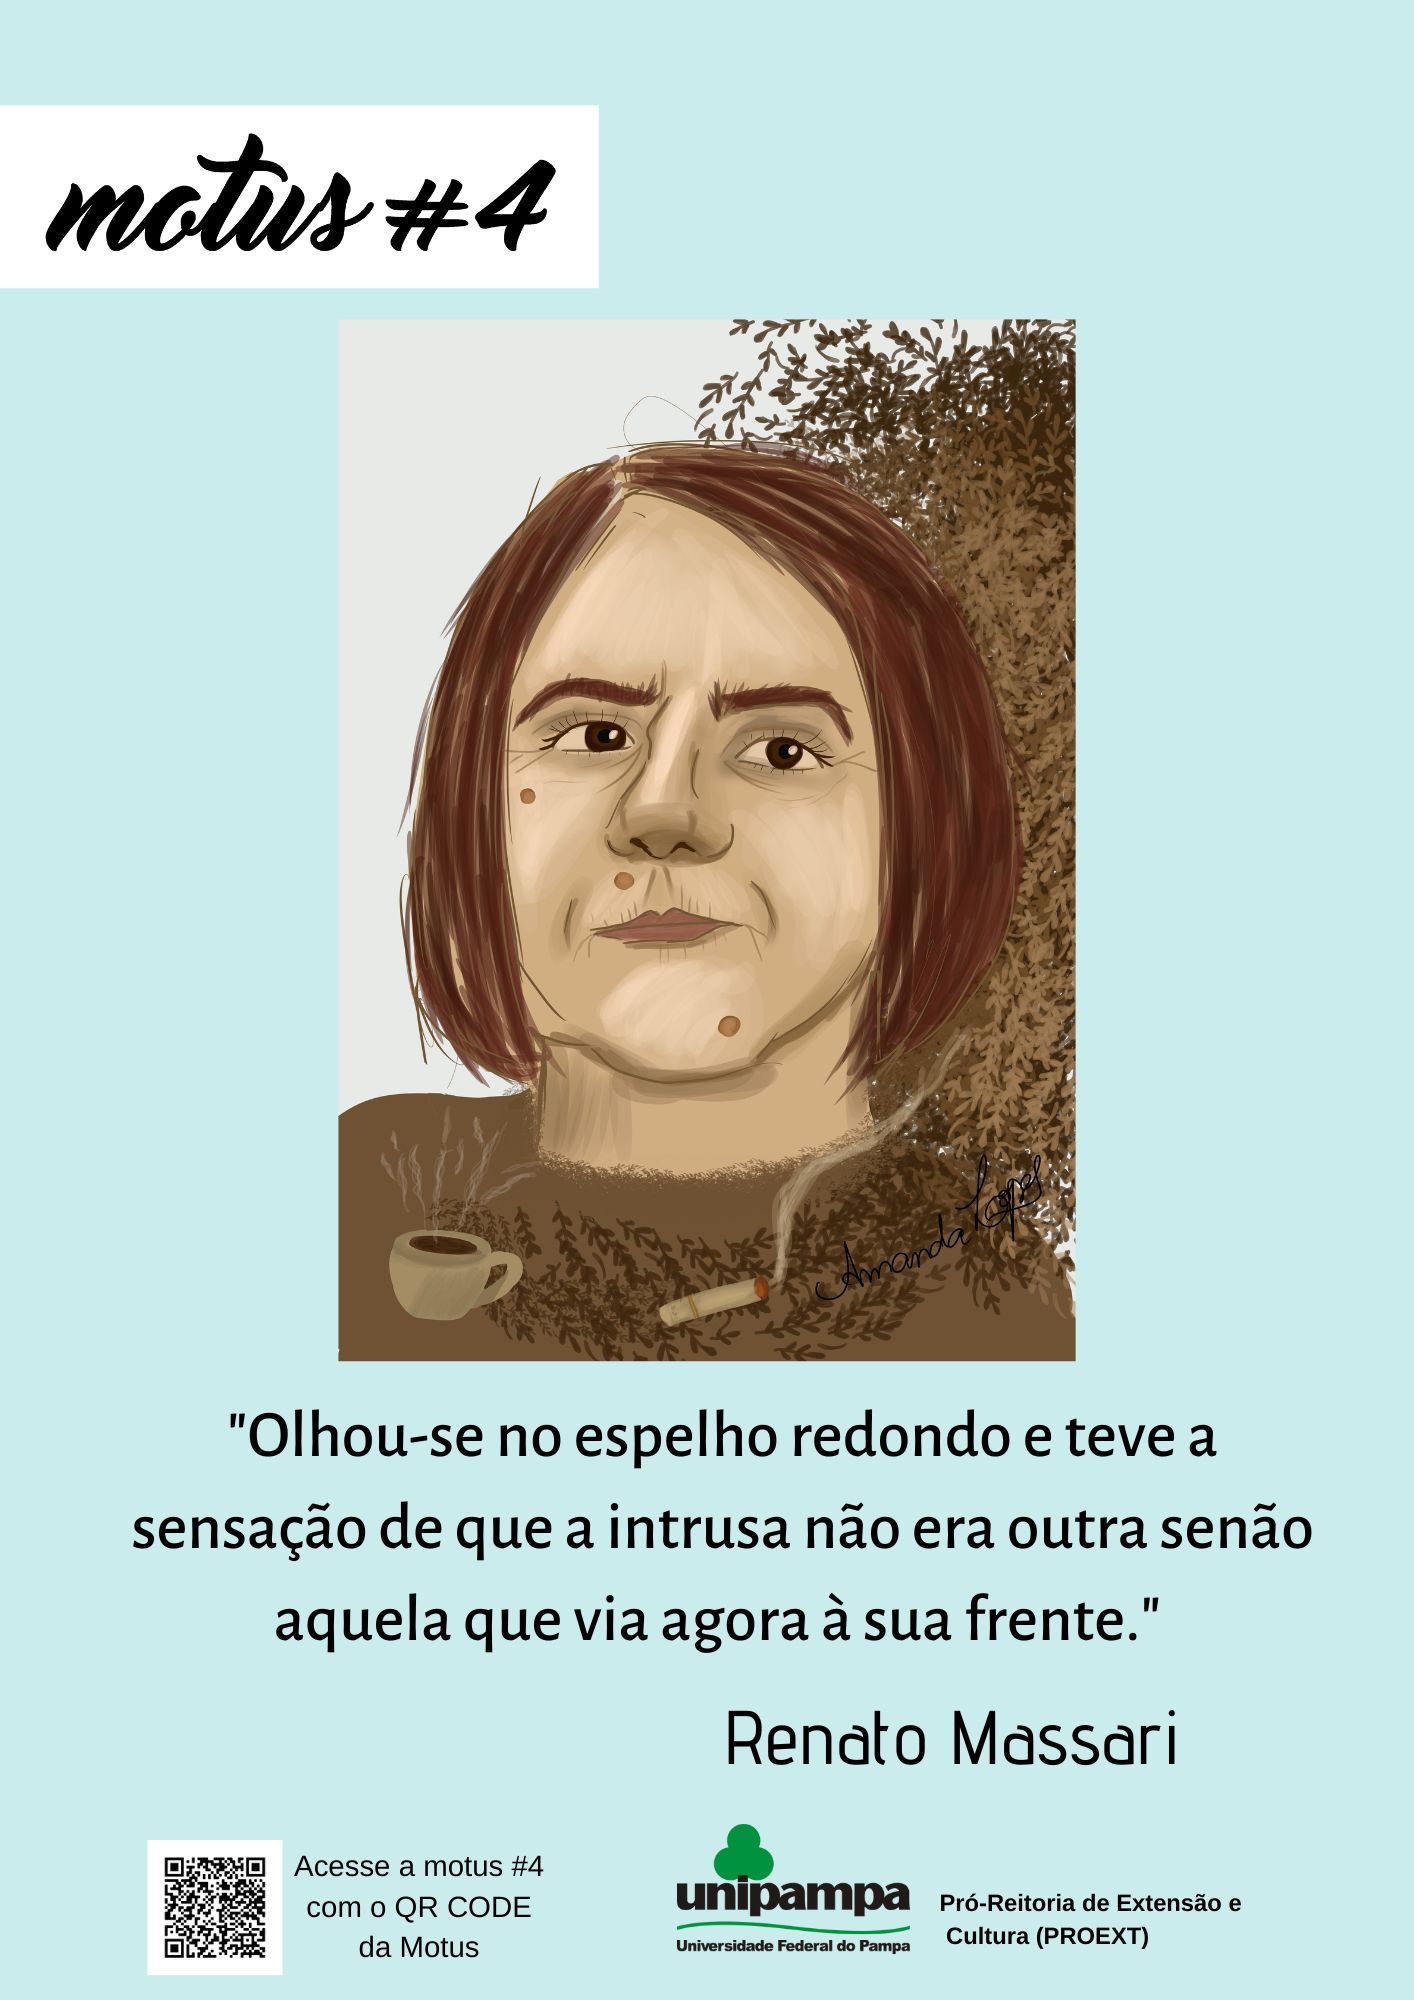 motus #4
Amanda Lopes
"Olhou-se no espelho redondo e teve a
sensação de que a intrusa não era outra senão
aquela que via agora à sua frente."
Renato Massari
Acesse a motus #4
com o QR CODE
da Motus
unipampa
Universidade Federal do Pampa
Pró-Reitoria de Extensão e
Cultura (PROEXT)